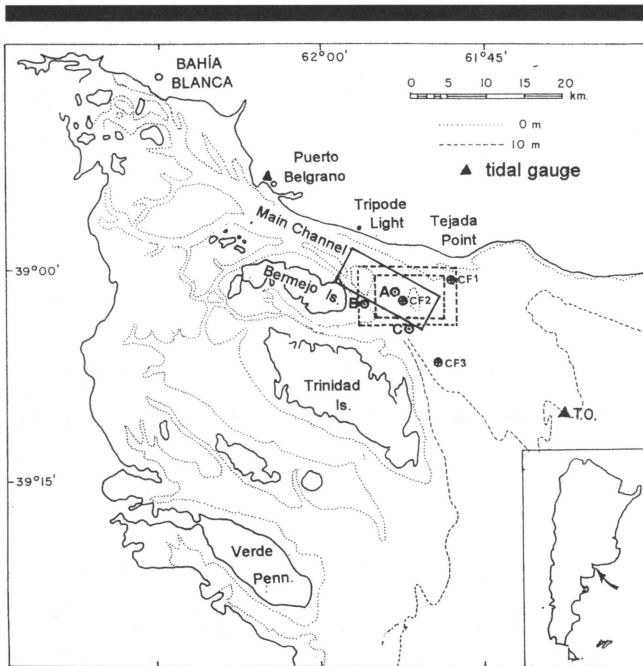 62°00'
61°45'
BAHÍA
BLANCA
0 5 10 15 20
km.
0 m
10 m
tidal gauge
Puerto
Belgrano
Tripode
Light
Tejada
Point
Main Channel
39°00'
Bermejo
Is.
A
B
C
CF1
CF2
CF3
Trinidad
Is.
T.O.
39°15'
Verde
Penn.